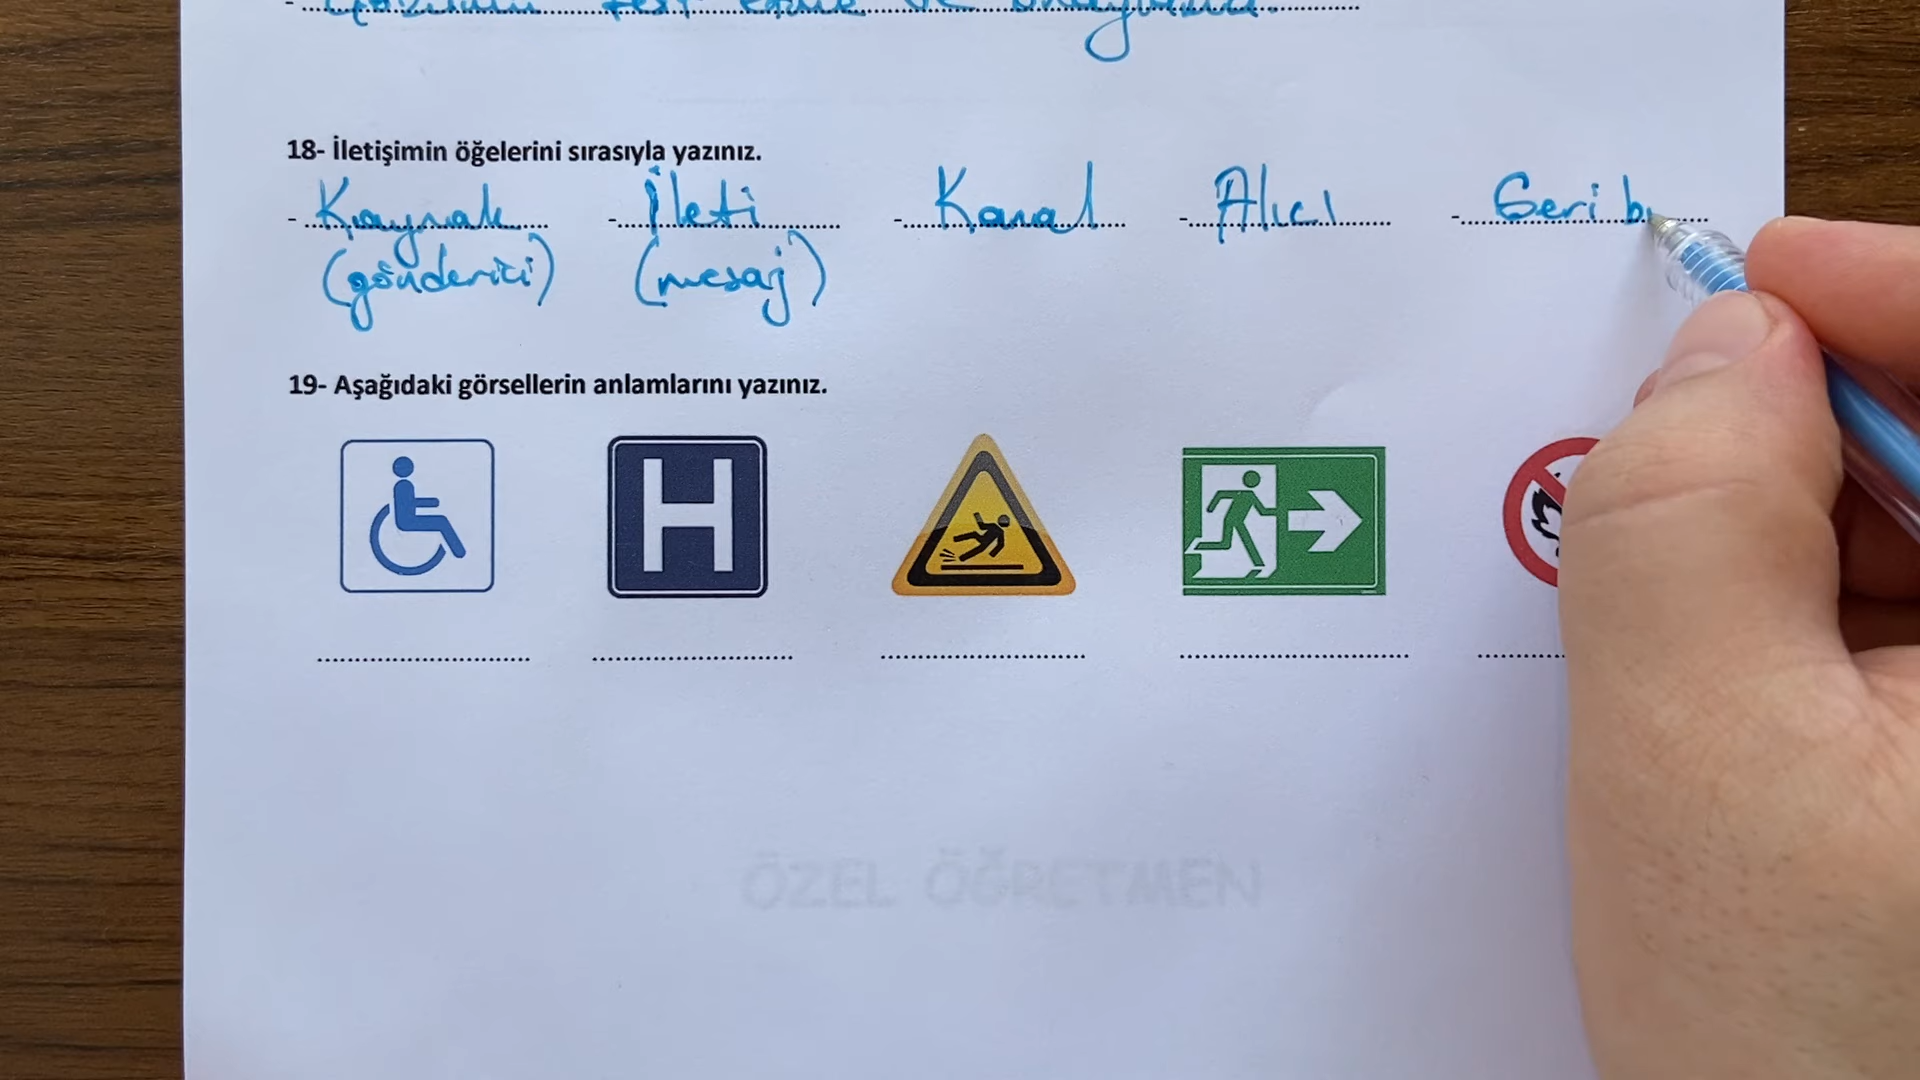 18- İletişimin öğelerini sırasıyla yazınız.
- Kaynak - İleti - Kanal - Alıcı - Geri b
(gönderici) (mesaj)
19- Aşağıdaki görsellerin anlamlarını yazınız.
H
ÖZEL ÖĞRETMEN